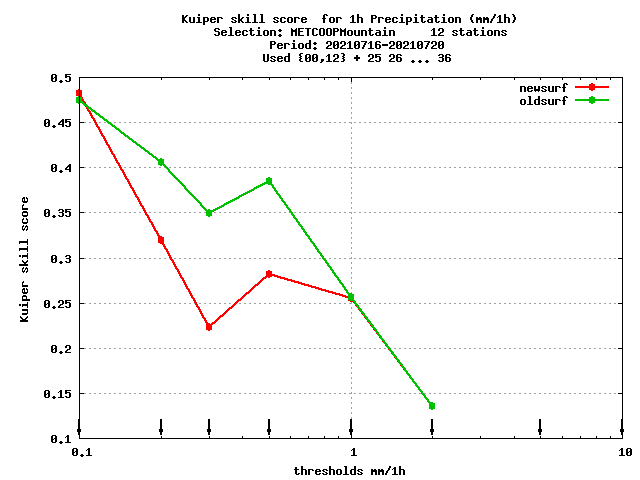 Kuiper skill score  for 1h Precipitation (mm/1h)
Selection: METCOOPMountain     12 stations
Period: 20210716-20210720
Used {00,12} + 25 26 ... 36
newsurf
oldsurf
0.5
0.45
0.4
0.35
0.3
0.25
0.2
0.15
0.1
Kuiper skill score
0.1
1
10
thresholds mm/1h